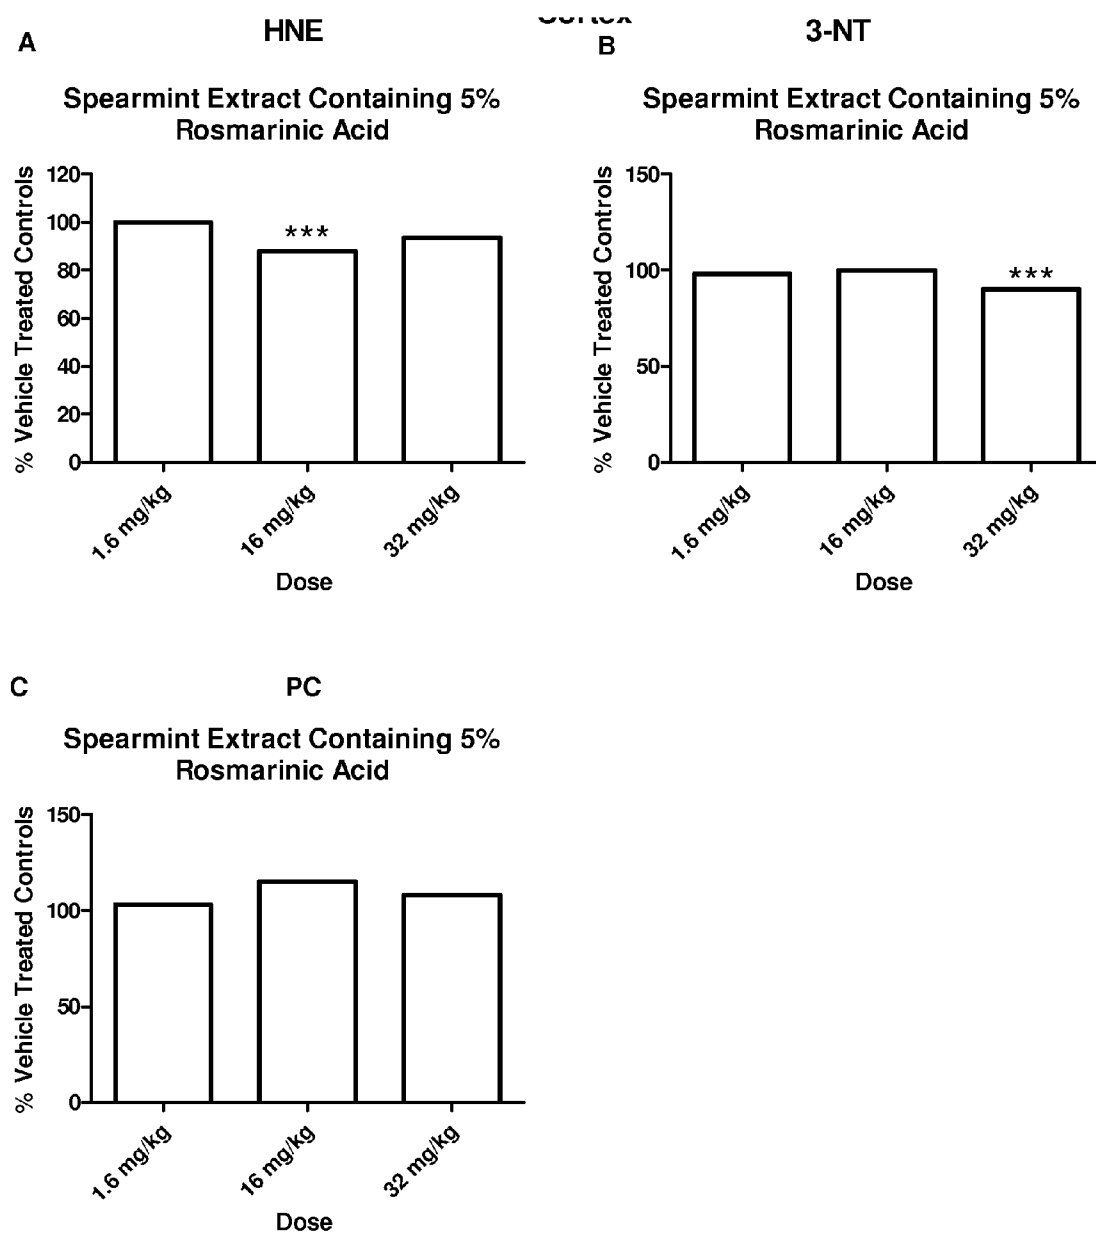 Cortex
A
HNE
Spearmint Extract Containing 5%
Rosmarinic Acid
% Vehicle Treated Controls
120
100
80
60
40
20
0
***
1.6 mg/kg
16 mg/kg
32 mg/kg
Dose
B
3-NT
Spearmint Extract Containing 5%
Rosmarinic Acid
% Vehicle Treated Controls
150
100
50
0
***
1.6 mg/kg
16 mg/kg
32 mg/kg
Dose
C
PC
Spearmint Extract Containing 5%
Rosmarinic Acid
% Vehicle Treated Controls
150
100
50
0
1.6 mg/kg
16 mg/kg
32 mg/kg
Dose